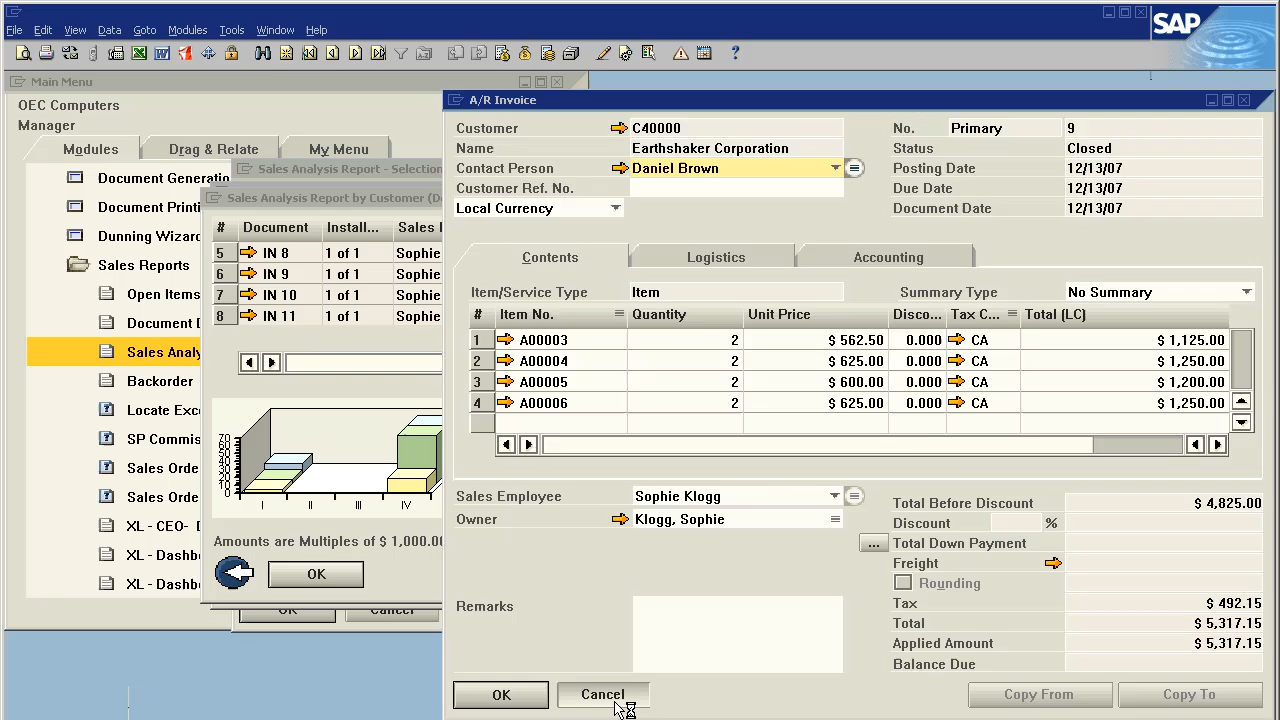 SAP
File Edit View Data Goto Modules Tools Window Help
Main Menu
OEC Computers
Manager
Modules Drag & Relate My Menu
Document Generatio
Document Printi
Dunning Wizar
Sales Reports
Open Items
Document D
Sales Analy
Backorder
Locate Exc
SP Commis
Sales Orde
Sales Orde
XL - CEO-
XL - Dashb
XL - Dashb
Sales Analysis Report - Selection
Sales Analysis Report by Customer (De
# Document Install... Sales
5 IN 8 1 of 1 Sophie
6 IN 9 1 of 1 Sophie
7 IN 10 1 of 1 Sophie
8 IN 11 1 of 1 Sophie
70
60
50
40
30
20
10
0
I II III IV
Amounts are Multiples of $ 1,000.00
OK
OK Cancel
A/R Invoice
Customer C40000
Name Earthshaker Corporation
Contact Person Daniel Brown
Customer Ref. No.
Local Currency
No. Primary 9
Status Closed
Posting Date 12/13/07
Due Date 12/13/07
Document Date 12/13/07
Contents Logistics Accounting
Item/Service Type Item Summary Type No Summary
# Item No. Quantity Unit Price Disco... Tax C... Total (LC)
1 A00003 2 $ 562.50 0.000 CA $ 1,125.00
2 A00004 2 $ 625.00 0.000 CA $ 1,250.00
3 A00005 2 $ 600.00 0.000 CA $ 1,200.00
4 A00006 2 $ 625.00 0.000 CA $ 1,250.00
Sales Employee Sophie Klogg
Owner Klogg, Sophie
Remarks
Total Before Discount $ 4,825.00
Discount %
... Total Down Payment
Freight
Rounding
Tax $ 492.15
Total $ 5,317.15
Applied Amount $ 5,317.15
Balance Due
OK Cancel Copy From Copy To